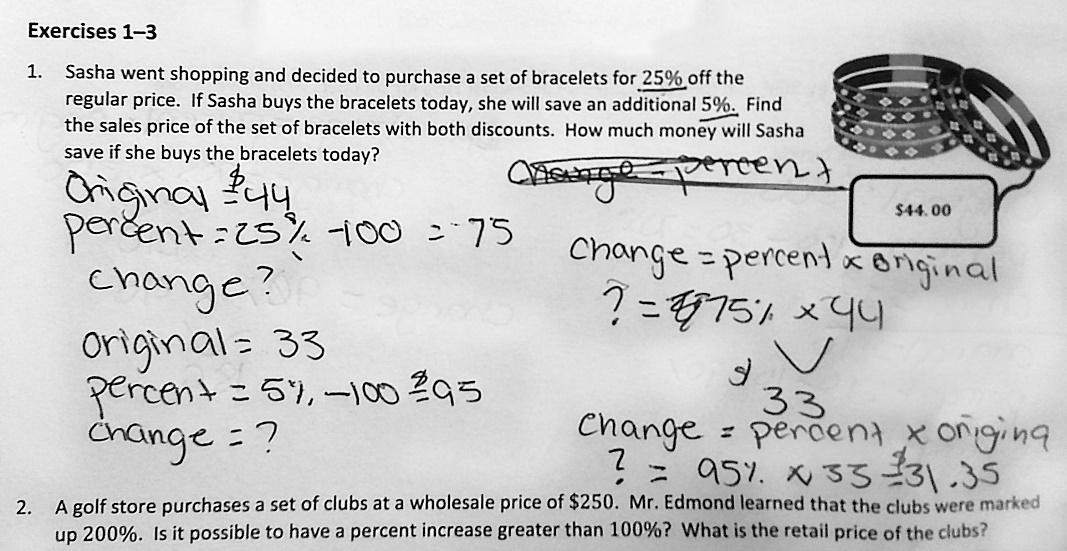 Exercises 1–3
1. Sasha went shopping and decided to purchase a set of bracelets for 25% off the
regular price. If Sasha buys the bracelets today, she will save an additional 5%. Find
the sales price of the set of bracelets with both discounts. How much money will Sasha
save if she buys the bracelets today?
$44.00
Change = percent
Original = $44
percent = 25% -100 = 75
change?
original = 33
percent = 5%, -100 = 95
change = ?
change = percent x original
? = 75% x 44
33
change = percent x origina
? = 95% x 33 = $31.35
2. A golf store purchases a set of clubs at a wholesale price of $250. Mr. Edmond learned that the clubs were marked
up 200%. Is it possible to have a percent increase greater than 100%? What is the retail price of the clubs?